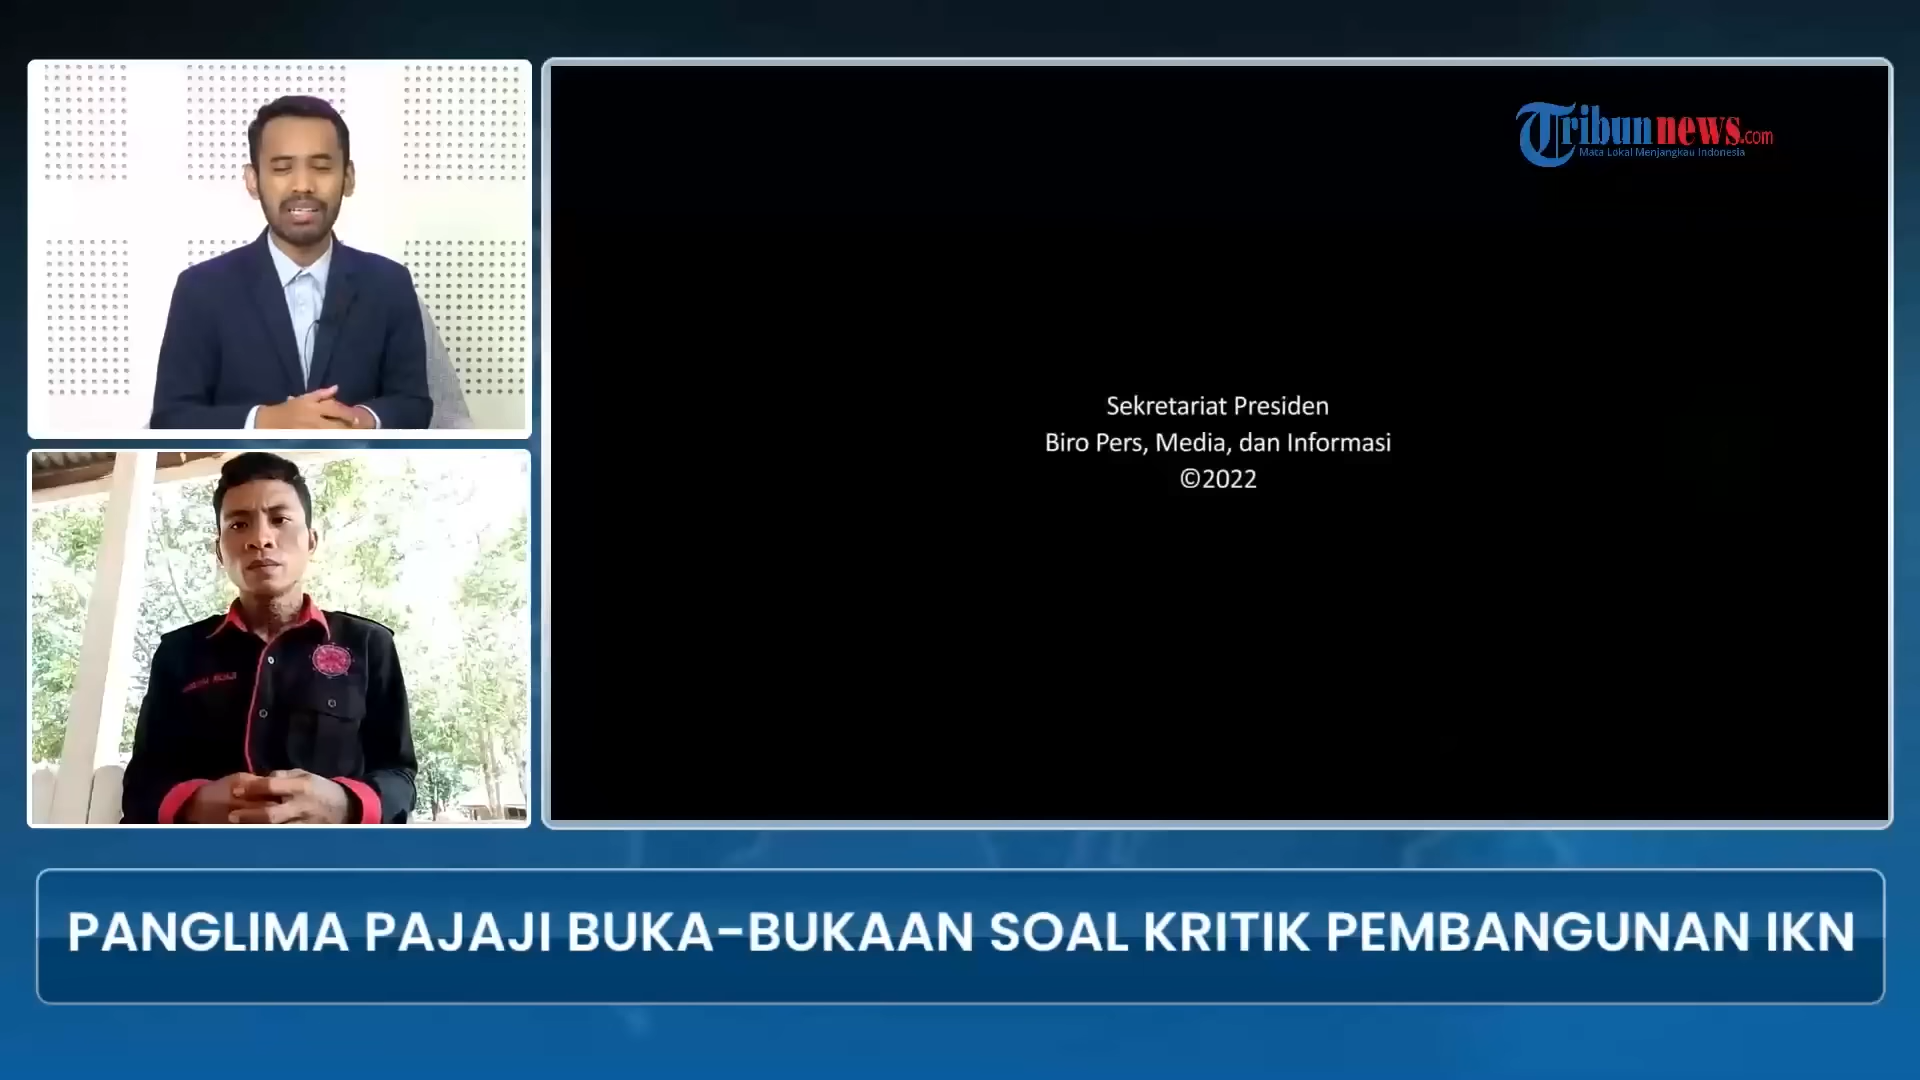 Tribunnews.com
Mata Lokal Menjangkau Indonesia
Sekretariat Presiden
Biro Pers, Media, dan Informasi
©2022
PANGLIMA PAJAJI BUKA-BUKAAN SOAL KRITIK PEMBANGUNAN IKN